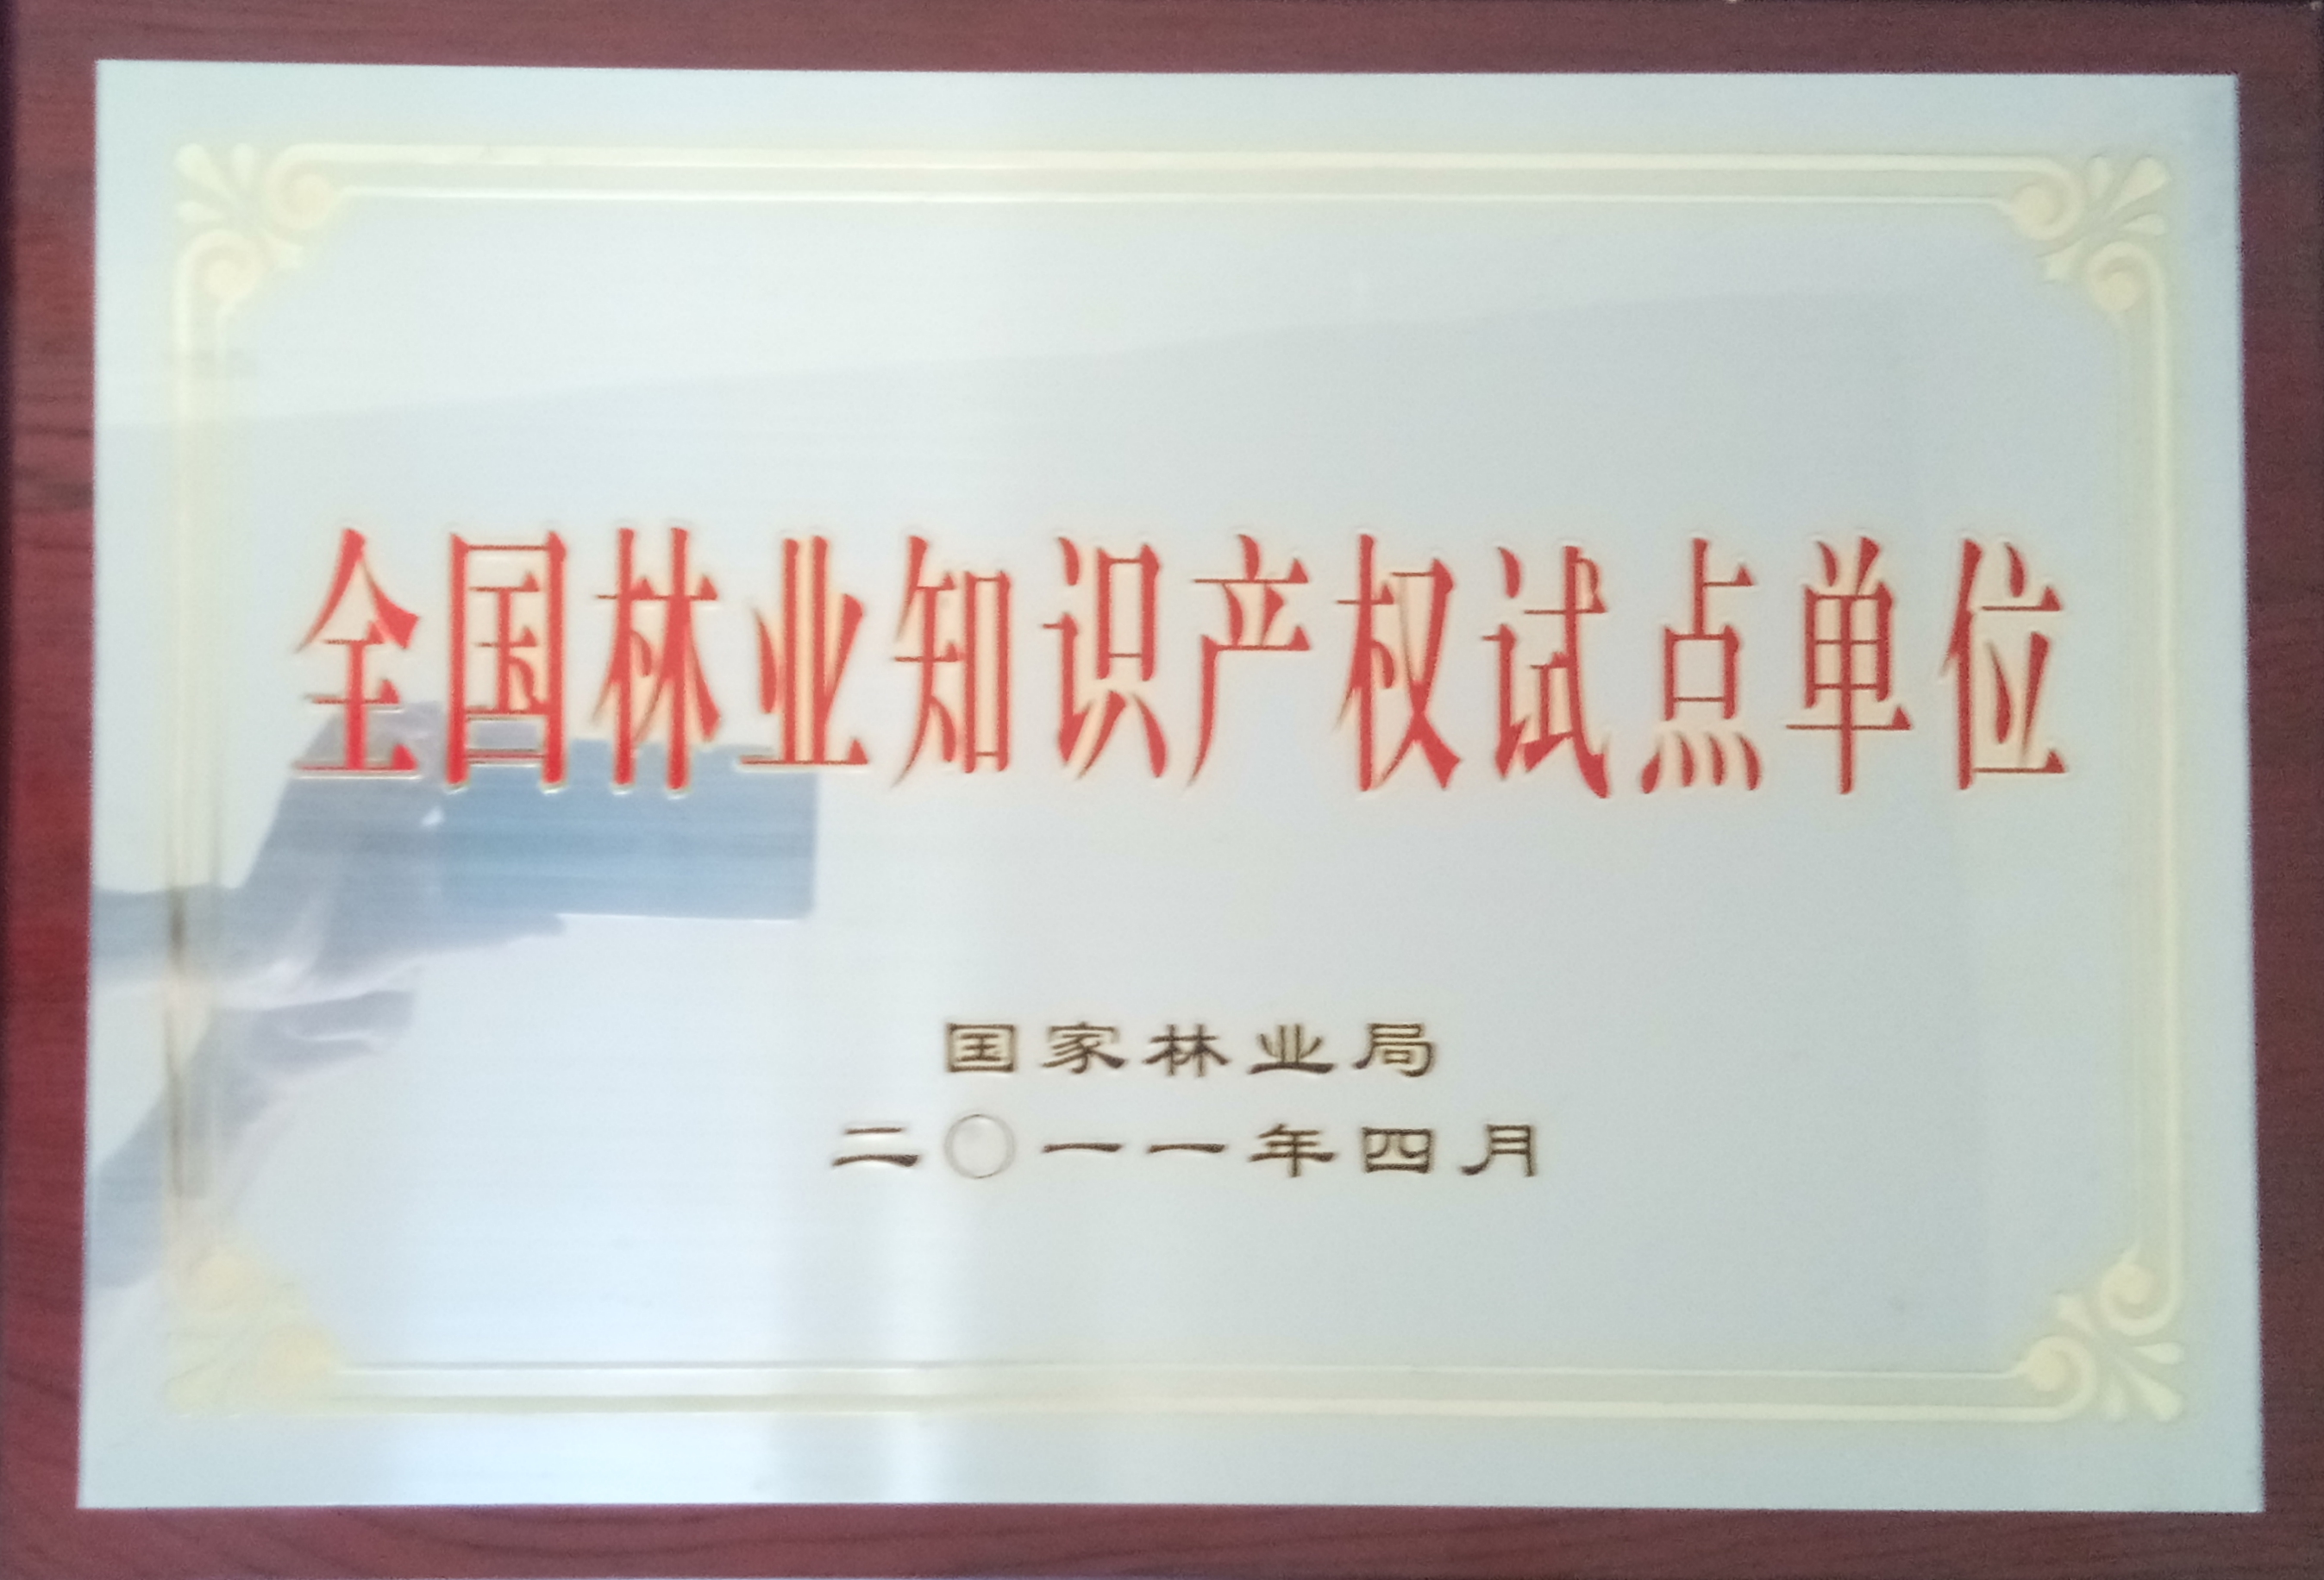 全国林业知识产权试点单位
国家林业局
二〇一一年四月